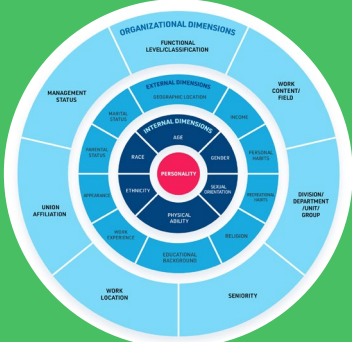 ORGANIZATIONAL DIMENSIONS
FUNCTIONAL
LEVEL/CLASSIFICATION
MANAGEMENT
STATUS
WORK
CONTENT/
FIELD
EXTERNAL DIMENSIONS
GEOGRAPHIC LOCATION
MARITAL
STATUS
INCOME
INTERNAL DIMENSIONS
AGE
PARENTAL
STATUS
RACE
GENDER
PERSONAL
HABITS
PERSONALITY
APPEARANCE
ETHNICITY
SEXUAL
ORIENTATION
RECREATIONAL
HABITS
UNION
AFFILIATION
DIVISION/
DEPARTMENT
/UNIT/
GROUP
PHYSICAL
ABILITY
WORK
EXPERIENCE
RELIGION
EDUCATIONAL
BACKGROUND
WORK
LOCATION
SENIORITY